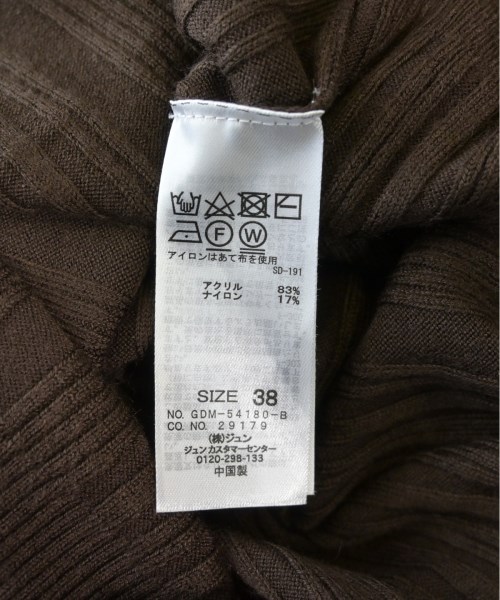 F W
アイロンはあて布を使用
SD-191
アクリル 83%
ナイロン 17%
SIZE 38
NO. GDM-54180-B
CO. NO. 29179
(株)ジュン
ジュンカスタマーセンター
0120-298-133
中国製